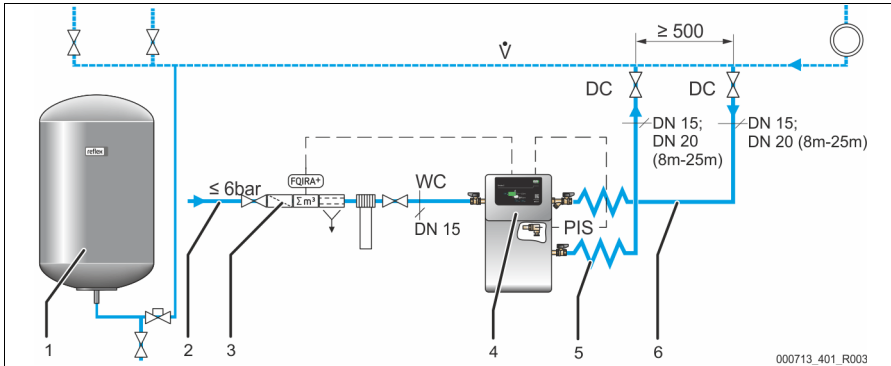 ≥ 500
V̇
DC
DC
DN 15;
DN 20
(8m-25m)
DN 15;
DN 20 (8m-25m)
reflex
≤ 6bar
FQIRA+
Σ m³
WC
DN 15
PIS
1
2
3
4
5
6
000713_401_R003